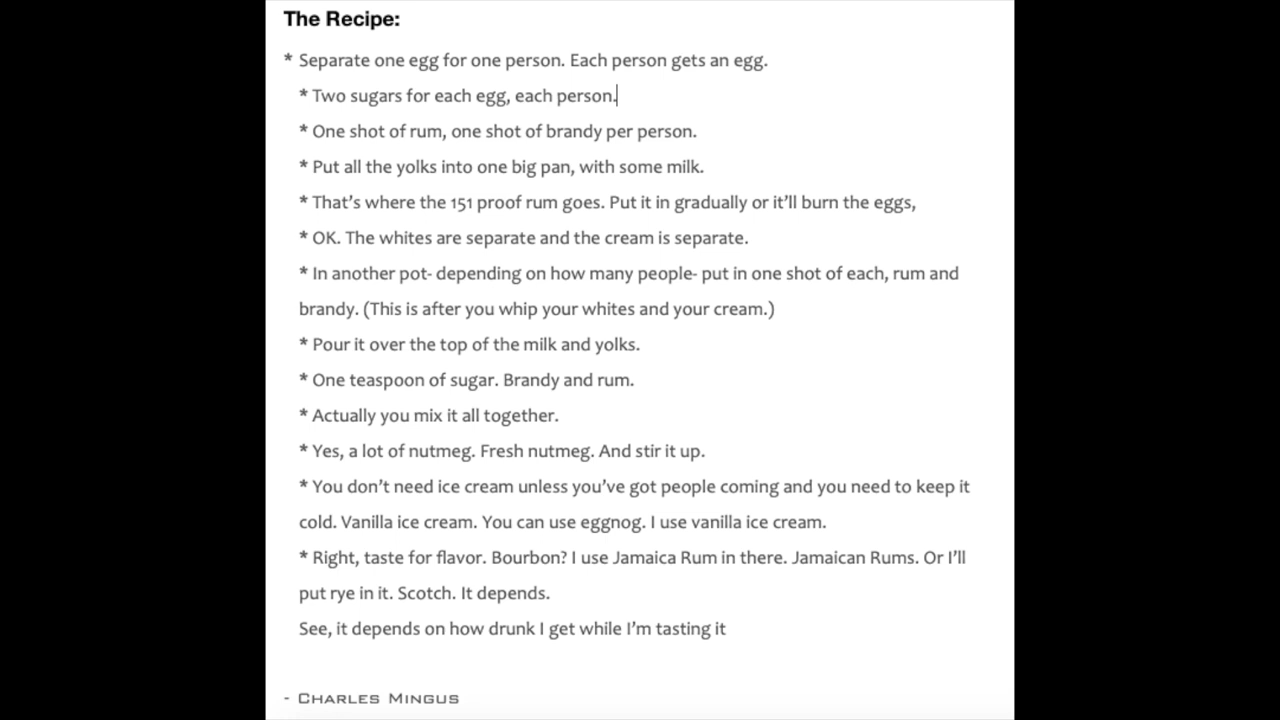 The Recipe:
* Separate one egg for one person. Each person gets an egg.
* Two sugars for each egg, each person.
* One shot of rum, one shot of brandy per person.
* Put all the yolks into one big pan, with some milk.
* That’s where the 151 proof rum goes. Put it in gradually or it’ll burn the eggs,
* OK. The whites are separate and the cream is separate.
* In another pot- depending on how many people- put in one shot of each, rum and
brandy. (This is after you whip your whites and your cream.)
* Pour it over the top of the milk and yolks.
* One teaspoon of sugar. Brandy and rum.
* Actually you mix it all together.
* Yes, a lot of nutmeg. Fresh nutmeg. And stir it up.
* You don’t need ice cream unless you’ve got people coming and you need to keep it
cold. Vanilla ice cream. You can use eggnog. I use vanilla ice cream.
* Right, taste for flavor. Bourbon? I use Jamaica Rum in there. Jamaican Rums. Or I’ll
put rye in it. Scotch. It depends.
See, it depends on how drunk I get while I’m tasting it
- Charles Mingus